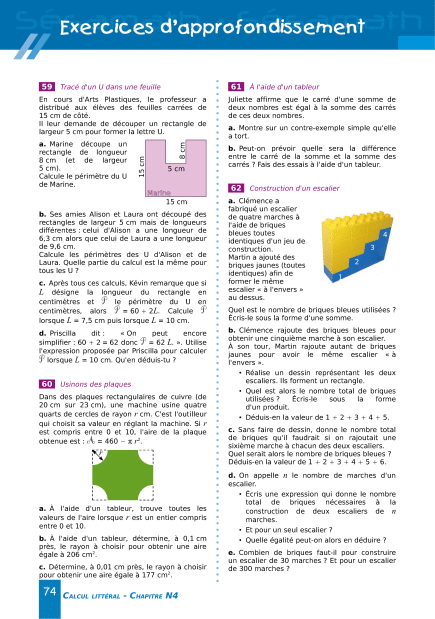 Exercices d'approfondissement
59 Tracé d'un U dans une feuille
En cours d'Arts Plastiques, le professeur a
distribué aux élèves des feuilles carrées de
15 cm de côté.
Il leur demande de découper un rectangle de
largeur 5 cm pour former la lettre U.
a. Marine découpe un
rectangle de longueur
8 cm (et de largeur
5 cm).
Calcule le périmètre du U
de Marine.
15 cm
8 cm
5 cm
Marine
15 cm
b. Ses amies Alison et Laura ont découpé des
rectangles de largeur 5 cm mais de longueurs
différentes : celui d'Alison a une longueur de
6,3 cm alors que celui de Laura a une longueur
de 9,6 cm.
Calcule les périmètres des U d'Alison et de
Laura. Quelle partie du calcul est la même pour
tous les U ?
c. Après tous ces calculs, Kévin remarque que si
L désigne la longueur du rectangle en
centimètres et 𝒫 le périmètre du U en
centimètres, alors 𝒫 = 60 + 2L. Calcule 𝒫
lorsque L = 7,5 cm puis lorsque L = 10 cm.
d. Priscilla dit : « On peut encore
simplifier : 60 + 2 = 62 donc 𝒫 = 62 L. ». Utilise
l'expression proposée par Priscilla pour calculer
𝒫 lorsque L = 10 cm. Qu'en déduis-tu ?
60 Usinons des plaques
Dans des plaques rectangulaires de cuivre (de
20 cm sur 23 cm), une machine usine quatre
quarts de cercles de rayon r cm. C'est l'outilleur
qui choisit sa valeur en réglant la machine. Si r
est compris entre 0 et 10, l'aire de la plaque
obtenue est : 𝒜 = 460 − π r².
r
a. À l'aide d'un tableur, trouve toutes les
valeurs de l'aire lorsque r est un entier compris
entre 0 et 10.
b. À l'aide d'un tableur, détermine, à 0,1 cm
près, le rayon à choisir pour obtenir une aire
égale à 206 cm².
c. Détermine, à 0,01 cm près, le rayon à choisir
pour obtenir une aire égale à 177 cm².
61 À l'aide d'un tableur
Juliette affirme que le carré d'une somme de
deux nombres est égal à la somme des carrés
de ces deux nombres.
a. Montre sur un contre-exemple simple qu'elle
a tort.
b. Peut-on prévoir quelle sera la différence
entre le carré de la somme et la somme des
carrés ? Fais des essais à l'aide d'un tableur.
62 Construction d'un escalier
a. Clémence a
fabriqué un escalier
de quatre marches à
l'aide de briques
bleues toutes
identiques d'un jeu de
construction.
Martin a ajouté des
briques jaunes (toutes
identiques) afin de
former le même
escalier « à l'envers »
au dessus.
1
2
3
4
Quel est le nombre de briques bleues utilisées ?
Écris-le sous la forme d'une somme.
b. Clémence rajoute des briques bleues pour
obtenir une cinquième marche à son escalier.
À son tour, Martin rajoute autant de briques
jaunes pour avoir le même escalier « à
l'envers ».
• Réalise un dessin représentant les deux
escaliers. Ils forment un rectangle.
• Quel est alors le nombre total de briques
utilisées ? Écris-le sous la forme
d'un produit.
• Déduis-en la valeur de 1 + 2 + 3 + 4 + 5.
c. Sans faire de dessin, donne le nombre total
de briques qu'il faudrait si on rajoutait une
sixième marche à chacun des deux escaliers.
Quel serait alors le nombre de briques bleues ?
Déduis-en la valeur de 1 + 2 + 3 + 4 + 5 + 6.
d. On appelle n le nombre de marches d'un
escalier.
• Écris une expression qui donne le nombre
total de briques nécessaires à la
construction de deux escaliers de n
marches.
• Et pour un seul escalier ?
• Quelle égalité peut-on alors en déduire ?
e. Combien de briques faut-il pour construire
un escalier de 30 marches ? Et pour un escalier
de 300 marches ?
74 CALCUL LITTÉRAL - CHAPITRE N4